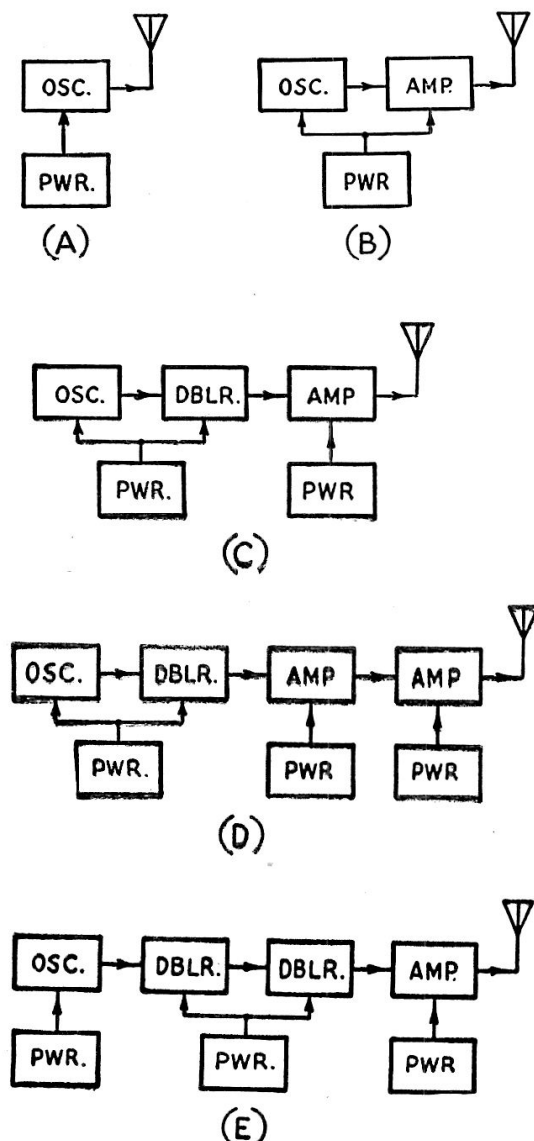 OSC.
PWR.
(A)
OSC. AMP.
PWR
(B)
OSC. DBLR. AMP
PWR. PWR
(C)
OSC. DBLR. AMP AMP
PWR. PWR PWR
(D)
OSC. DBLR. DBLR. AMP.
PWR. PWR. PWR
(E)